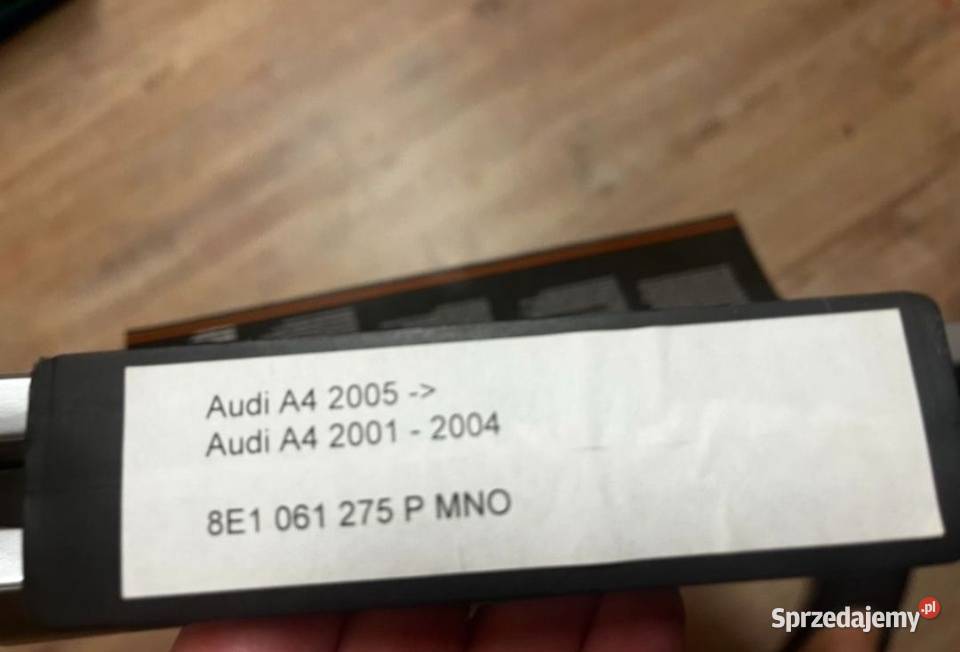 Audi A4 2005 ->
Audi A4 2001 - 2004
8E1 061 275 P MNO
Sprzedajemy.pl